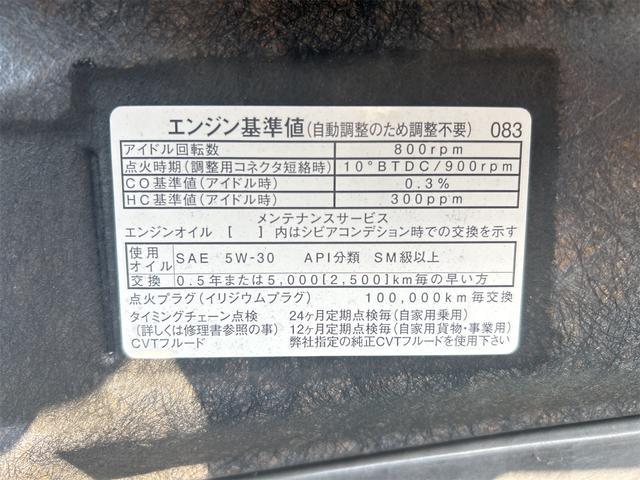 エンジン基準値(自動調整のため調整不要) 083
アイドル回転数 800rpm
点火時期(調整用コネクタ短絡時) 10°BTDC/900rpm
CO基準値(アイドル時) 0.3%
HC基準値(アイドル時) 300ppm
メンテナンスサービス
エンジンオイル [ ] 内はシビアコンデション時での交換を示す
使用オイル SAE 5W-30 API分類 SM級以上
交換 0.5年または5,000[2,500]km毎の早い方
点火プラグ(イリジウムプラグ) 100,000km毎交換
タイミングチェーン点検 24ヶ月定期点検毎(自家用乗用)
(詳しくは修理書参照の事) 12ヶ月定期点検毎(自家用貨物・事業用)
CVTフルード 弊社指定の純正CVTフルードを使用下さい